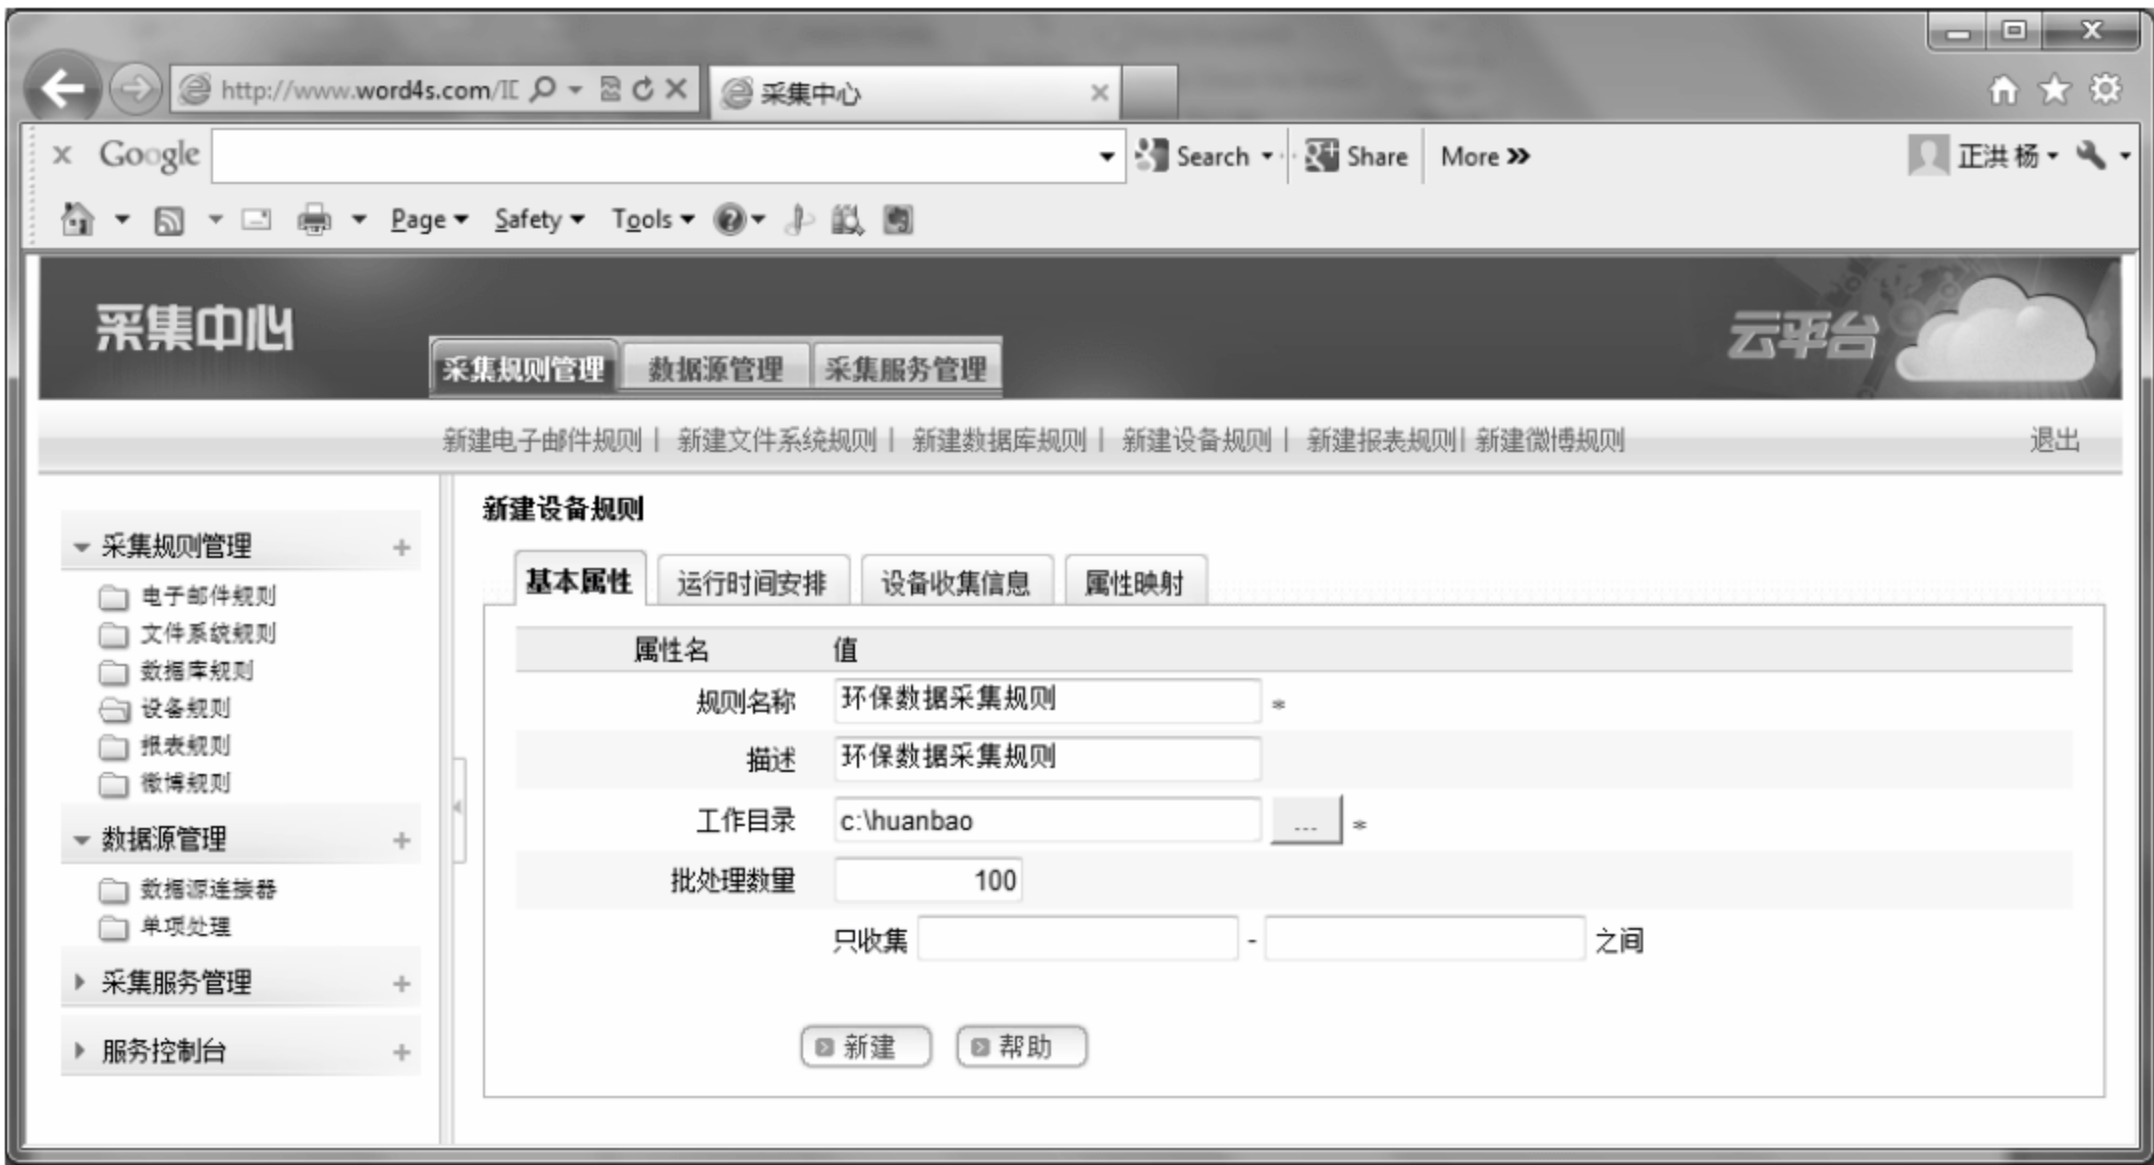 http://www.word4s.com/IC
采集中心
Google
Search
Share
More
正洪 杨
Page
Safety
Tools
采集中心
云平台
采集规则管理 数据源管理 采集服务管理
新建电子邮件规则 | 新建文件系统规则 | 新建数据库规则 | 新建设备规则 | 新建报表规则| 新建微博规则
退出
采集规则管理
电子邮件规则
文件系统规则
数据库规则
设备规则
报表规则
微博规则
数据源管理
数据源连接器
单项处理
采集服务管理
服务控制台
新建设备规则
基本属性 运行时间安排 设备收集信息 属性映射
属性名 值
规则名称 环保数据采集规则 *
描述 环保数据采集规则
工作目录 c:\huanbao ... *
批处理数量 100
只收集 - 之间
新建 帮助